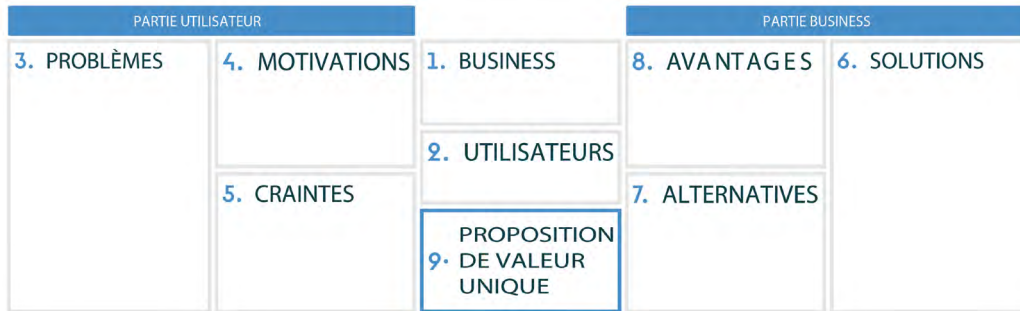 PARTIE UTILISATEUR
PARTIE BUSINESS
3. PROBLÈMES
4. MOTIVATIONS
1. BUSINESS
8. AVANTAGES
6. SOLUTIONS
2. UTILISATEURS
5. CRAINTES
7. ALTERNATIVES
9. PROPOSITION
DE VALEUR
UNIQUE